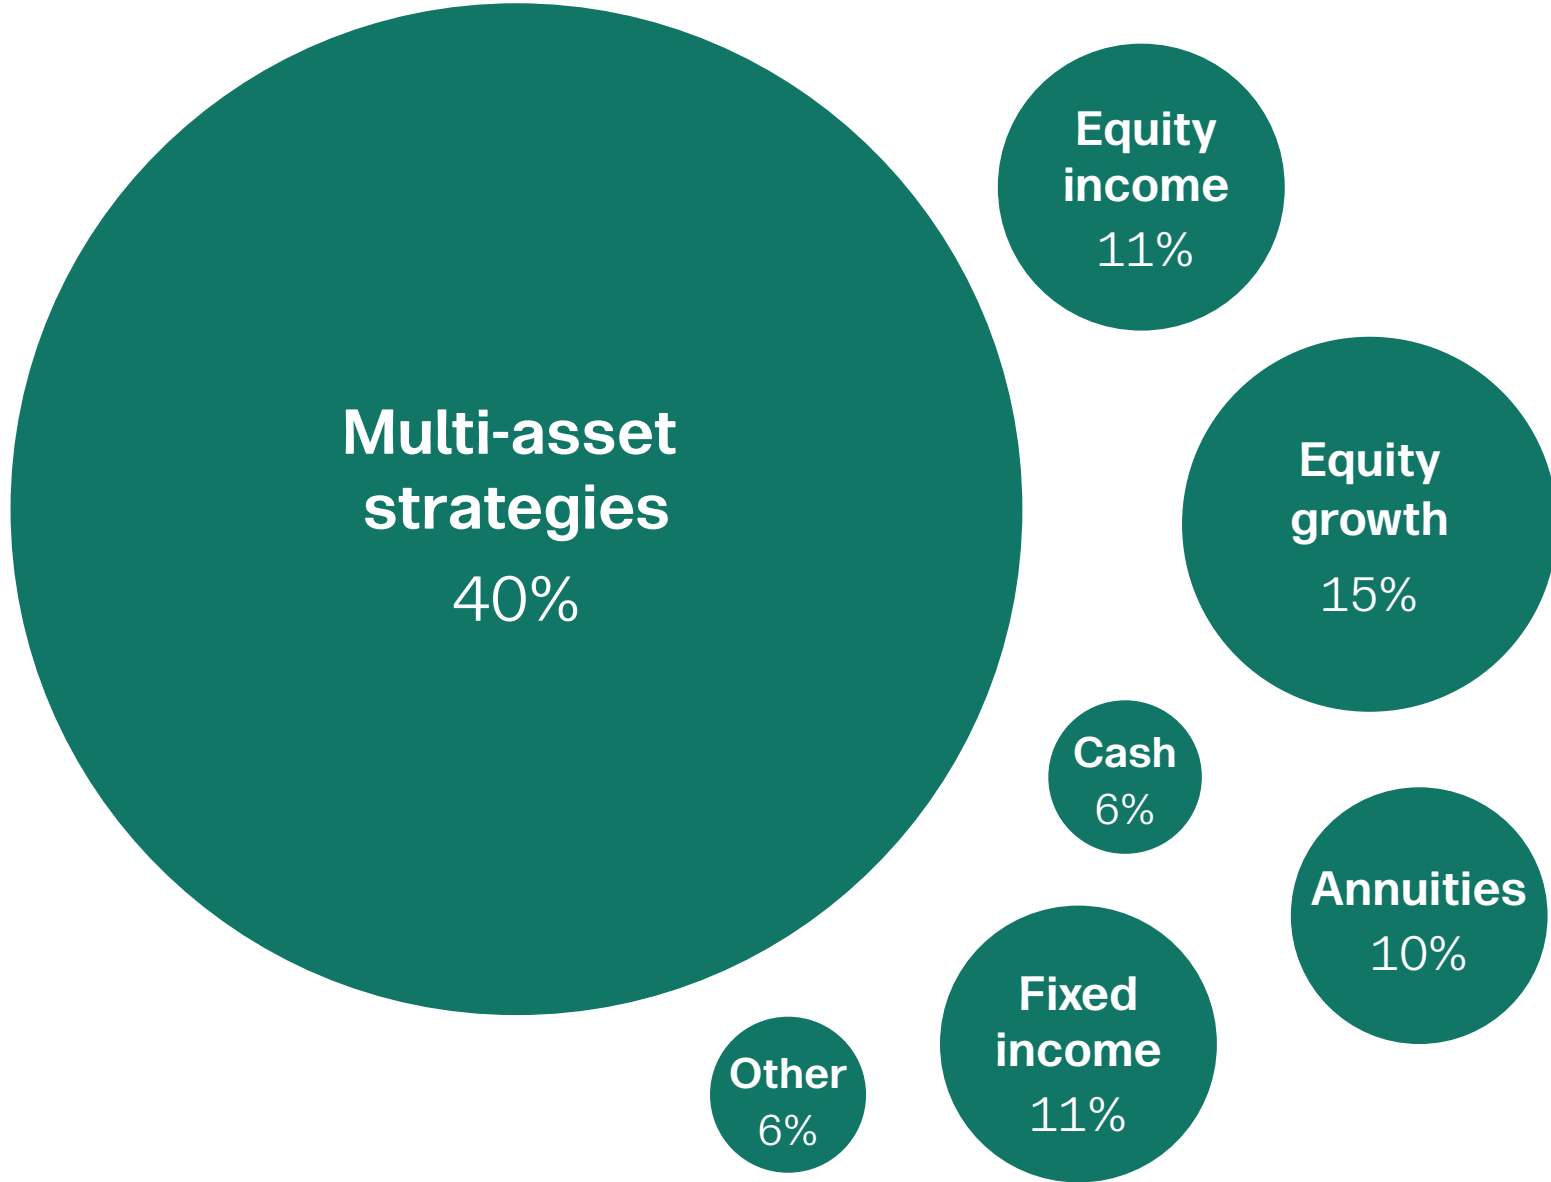 Multi-asset
strategies
40%
Equity
income
11%
Equity
growth
15%
Cash
6%
Annuities
10%
Fixed
income
11%
Other
6%